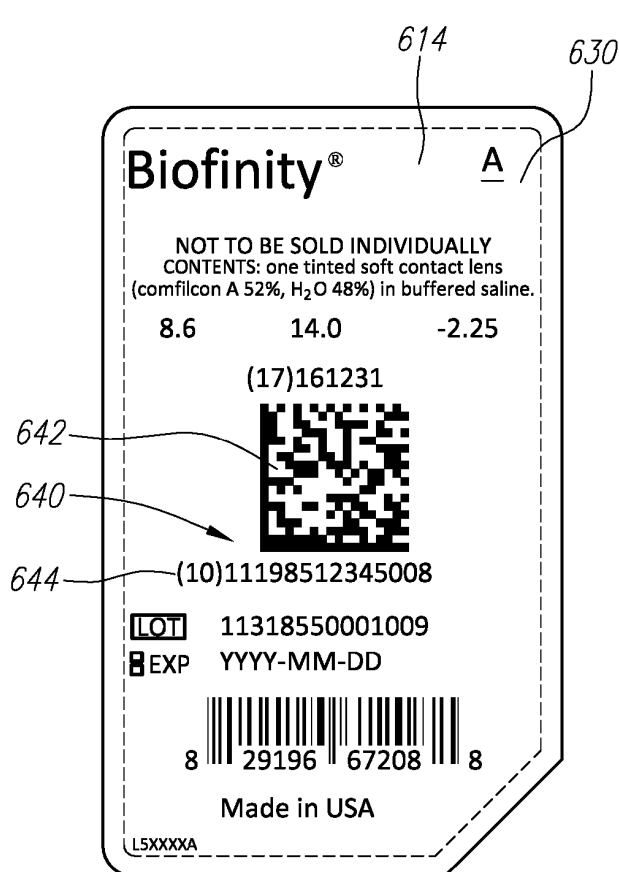 614
630
Biofinity® A
NOT TO BE SOLD INDIVIDUALLY
CONTENTS: one tinted soft contact lens
(comfilcon A 52%, H₂O 48%) in buffered saline.
8.6 14.0 -2.25
(17)161231
642
640
644 (10)11198512345008
LOT 11318550001009
EXP YYYY-MM-DD
8 29196 67208 8
Made in USA
L5XXXXA